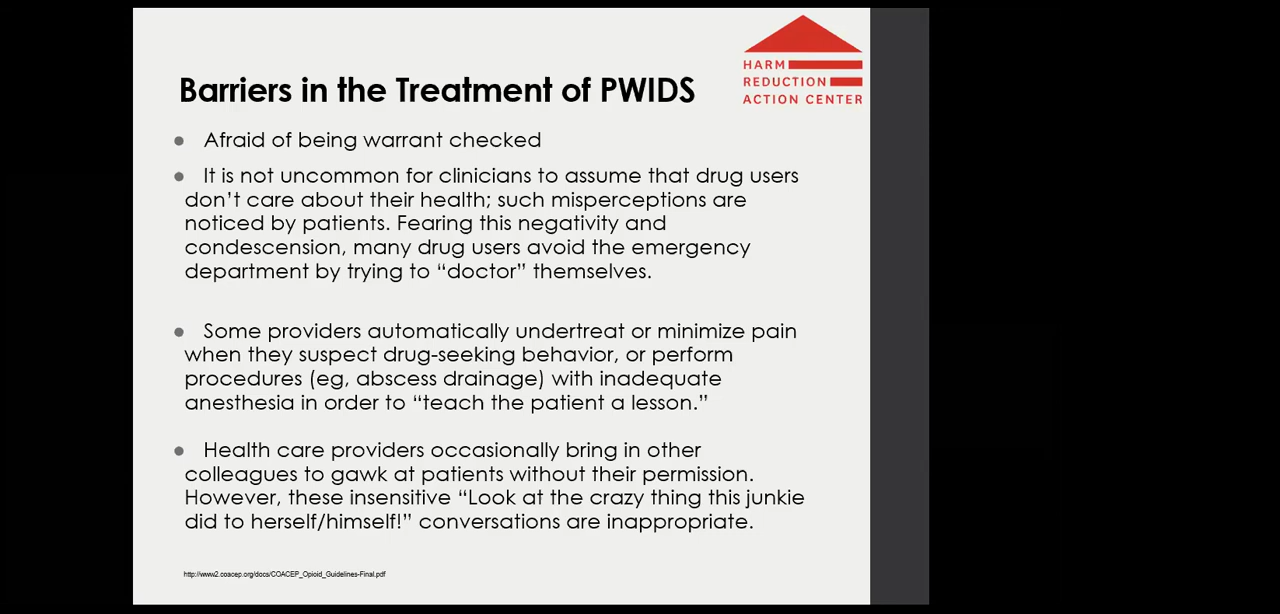 HARM
REDUCTION
ACTION CENTER
Barriers in the Treatment of PWIDS
● Afraid of being warrant checked
● It is not uncommon for clinicians to assume that drug users
don’t care about their health; such misperceptions are
noticed by patients. Fearing this negativity and
condescension, many drug users avoid the emergency
department by trying to “doctor” themselves.
● Some providers automatically undertreat or minimize pain
when they suspect drug-seeking behavior, or perform
procedures (eg, abscess drainage) with inadequate
anesthesia in order to “teach the patient a lesson.”
● Health care providers occasionally bring in other
colleagues to gawk at patients without their permission.
However, these insensitive “Look at the crazy thing this junkie
did to herself/himself!” conversations are inappropriate.
http://www2.coacep.org/docs/COACEP_Opioid_Guidelines-Final.pdf